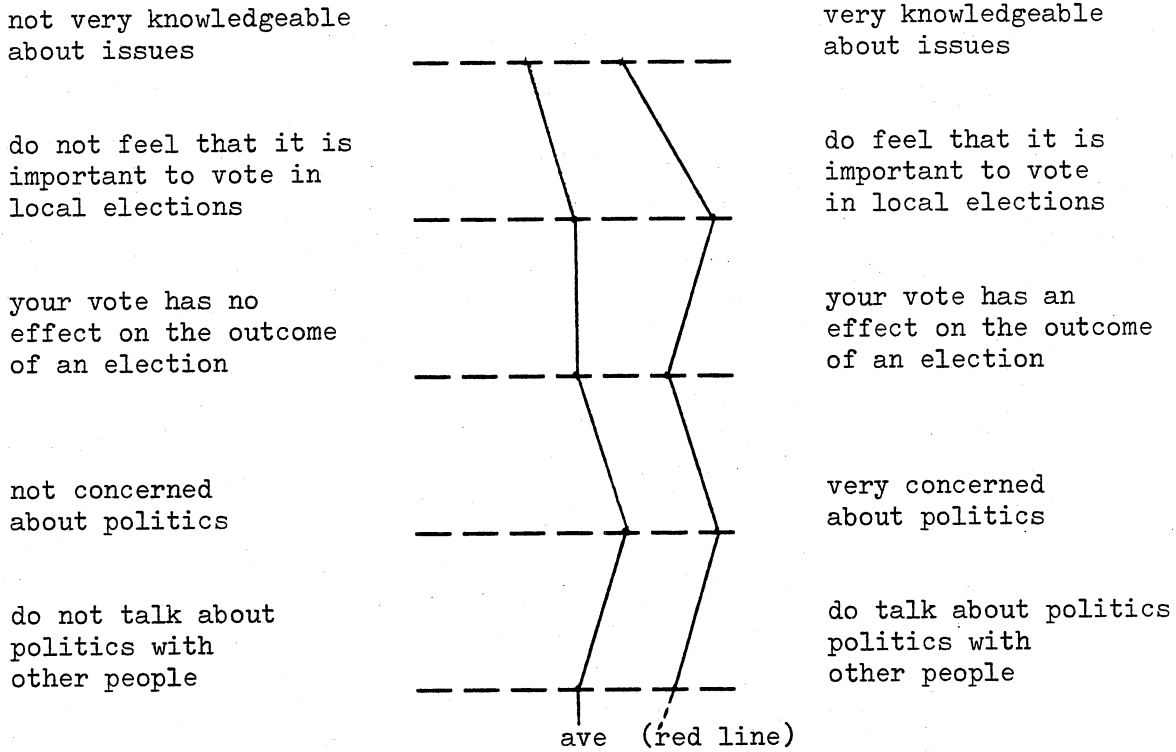 not very knowledgeable
about issues
very knowledgeable
about issues
do not feel that it is
important to vote in
local elections
do feel that it is
important to vote
in local elections
your vote has no
effect on the outcome
of an election
your vote has an
effect on the outcome
of an election
not concerned
about politics
very concerned
about politics
do not talk about
politics with
other people
do talk about politics
politics with
other people
ave (red line)